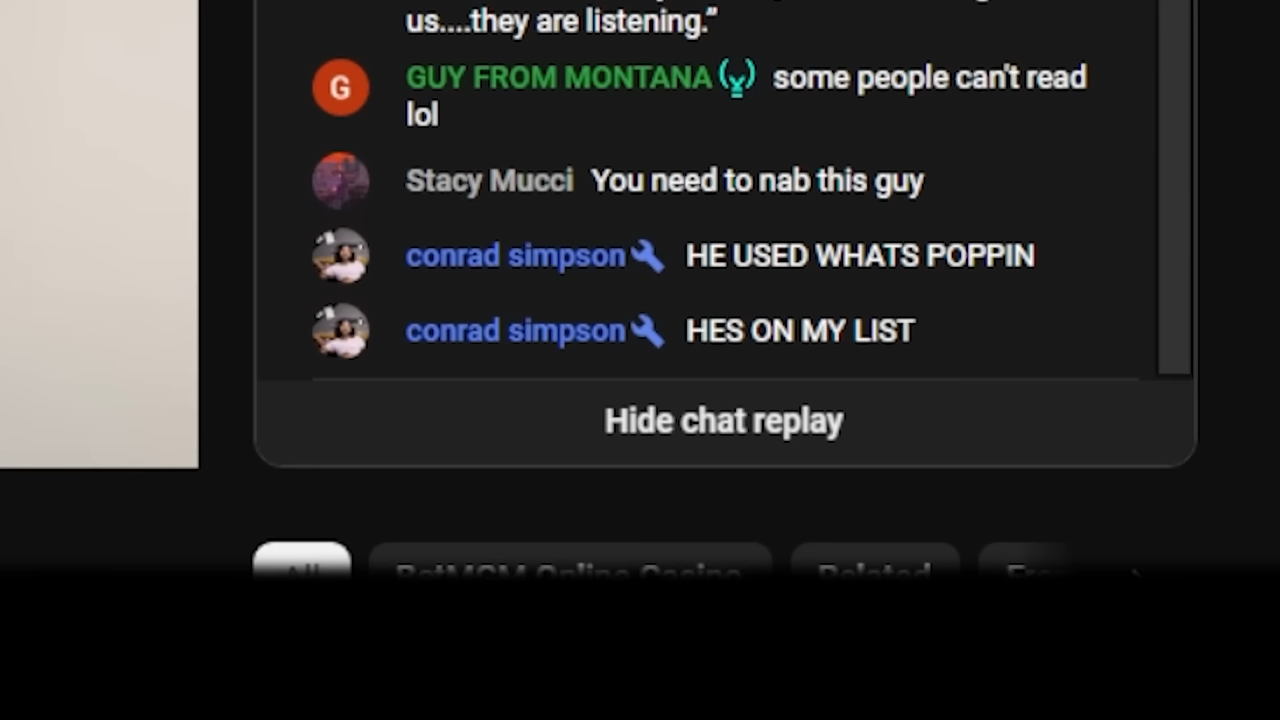 us....they are listening.”
G GUY FROM MONTANA some people can't read
lol
Stacy Mucci You need to nab this guy
conrad simpson HE USED WHATS POPPIN
conrad simpson HES ON MY LIST
Hide chat replay
All BetMGM Online Casino Related